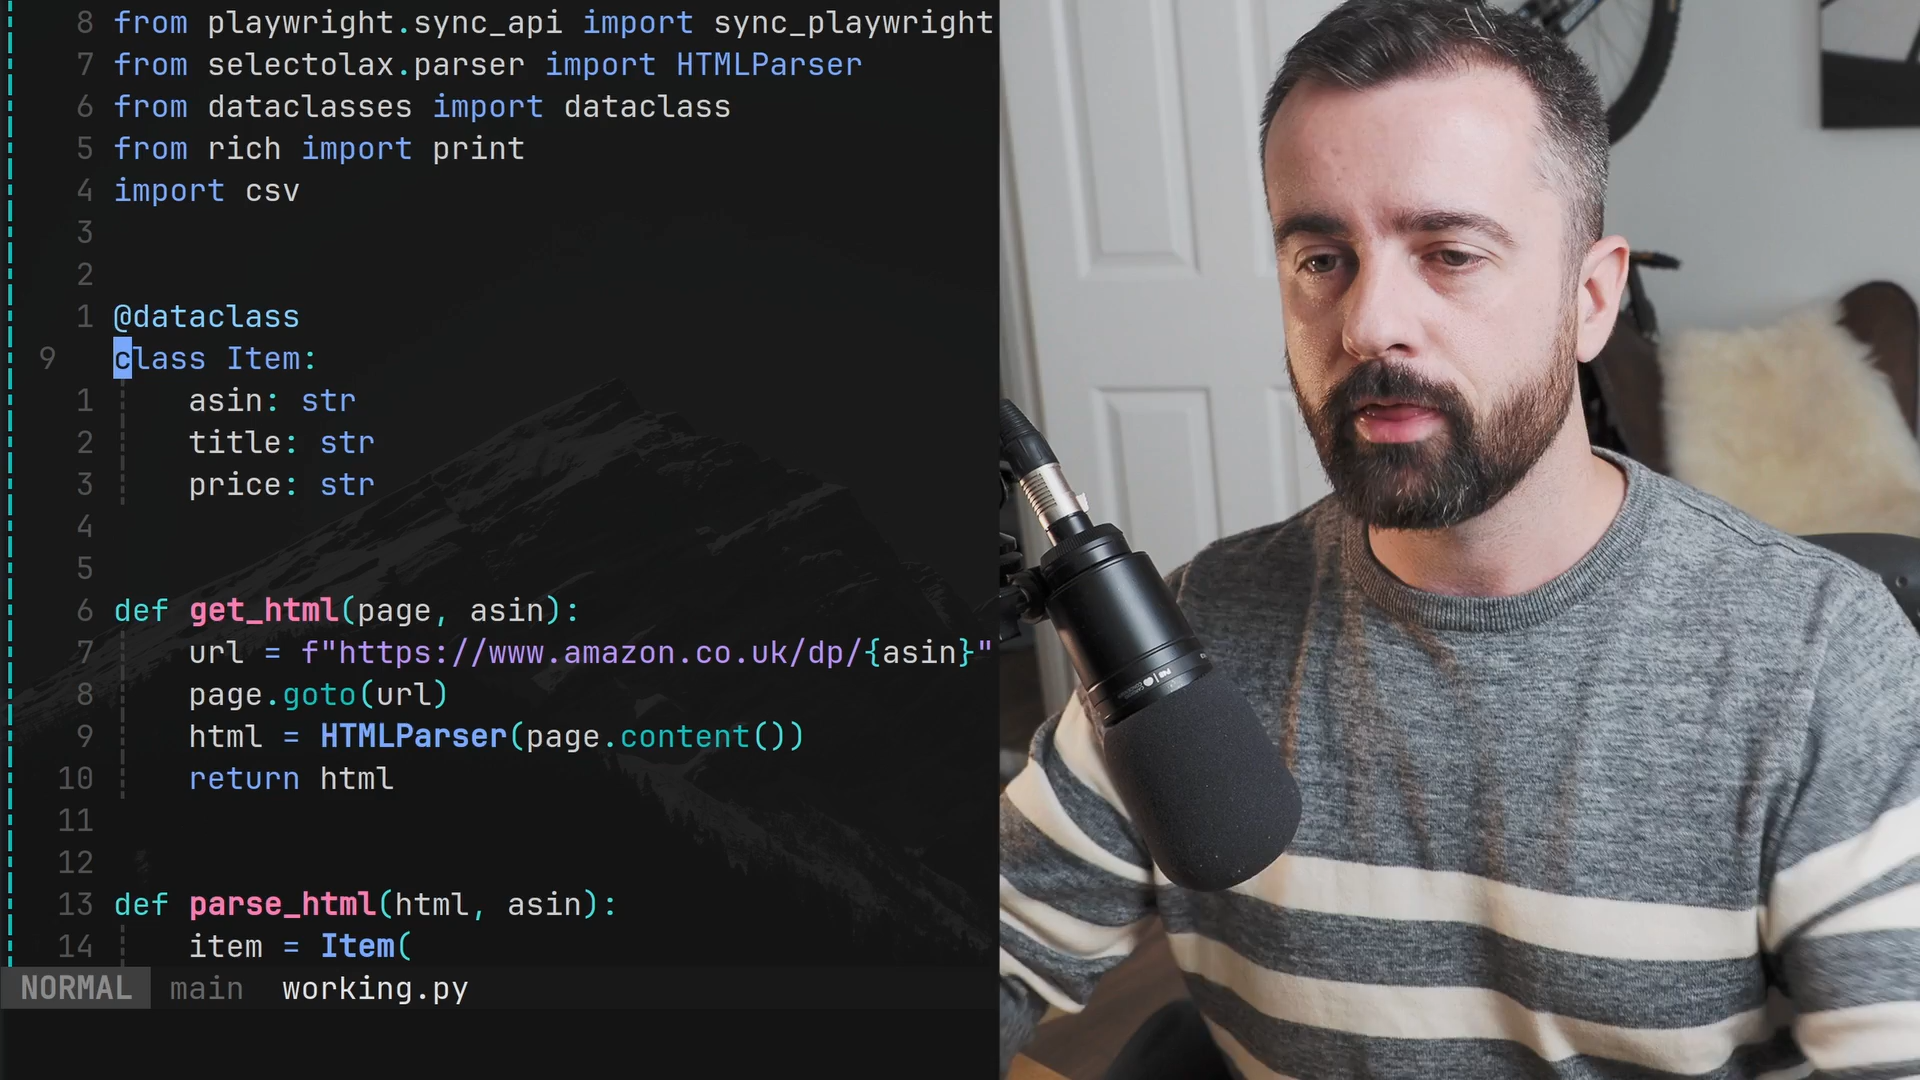 8 from playwright.sync_api import sync_playwright
7 from selectolax.parser import HTMLParser
6 from dataclasses import dataclass
5 from rich import print
4 import csv
3
2
1 @dataclass
9 class Item:
1 asin: str
2 title: str
3 price: str
4
5
6 def get_html(page, asin):
7 url = f"https://www.amazon.co.uk/dp/{asin}"
8 page.goto(url)
9 html = HTMLParser(page.content())
10 return html
11
12
13 def parse_html(html, asin):
14 item = Item(
NORMAL main working.py